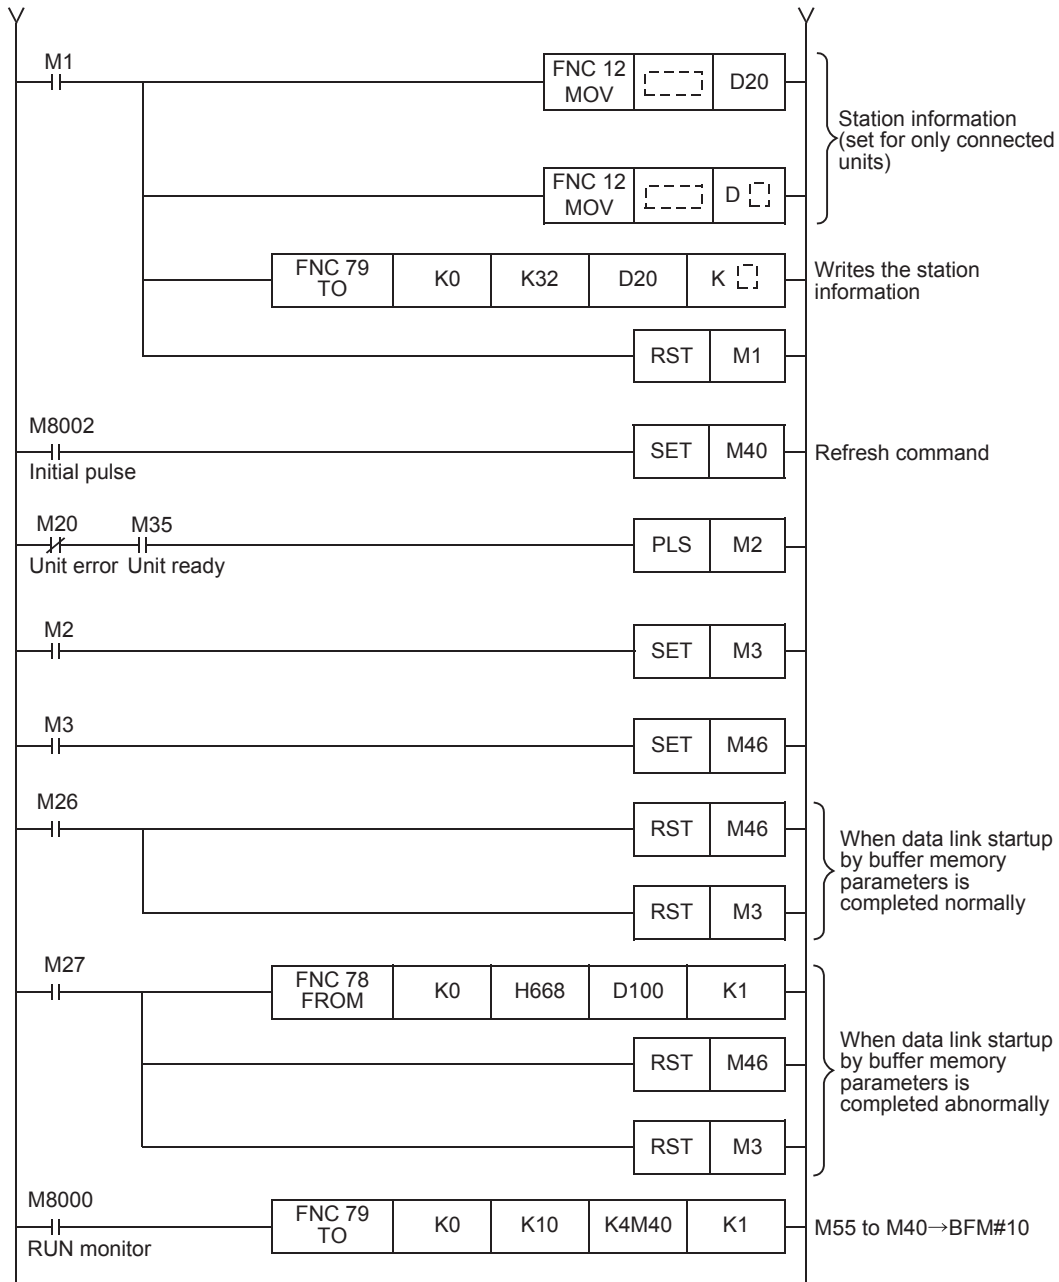 M1
FNC 12
MOV
D20
Station information
(set for only connected
units)
FNC 12
MOV
D
FNC 79
TO
K0
K32
D20
K
Writes the station
information
RST
M1
M8002
Initial pulse
SET
M40
Refresh command
M20
M35
Unit error
Unit ready
PLS
M2
M2
SET
M3
M3
SET
M46
M26
RST
M46
RST
M3
When data link startup
by buffer memory
parameters is
completed normally
M27
FNC 78
FROM
K0
H668
D100
K1
RST
M46
RST
M3
When data link startup
by buffer memory
parameters is
completed abnormally
M8000
RUN monitor
FNC 79
TO
K0
K10
K4M40
K1
M55 to M40→BFM#10